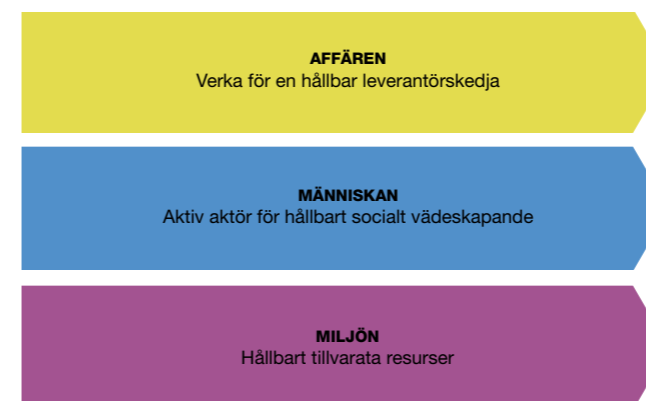 AFFÄREN
Verka för en hållbar leverantörskedja
MÄNNISKAN
Aktiv aktör för hållbart socialt vädeskapande
MILJÖN
Hållbart tillvarata resurser